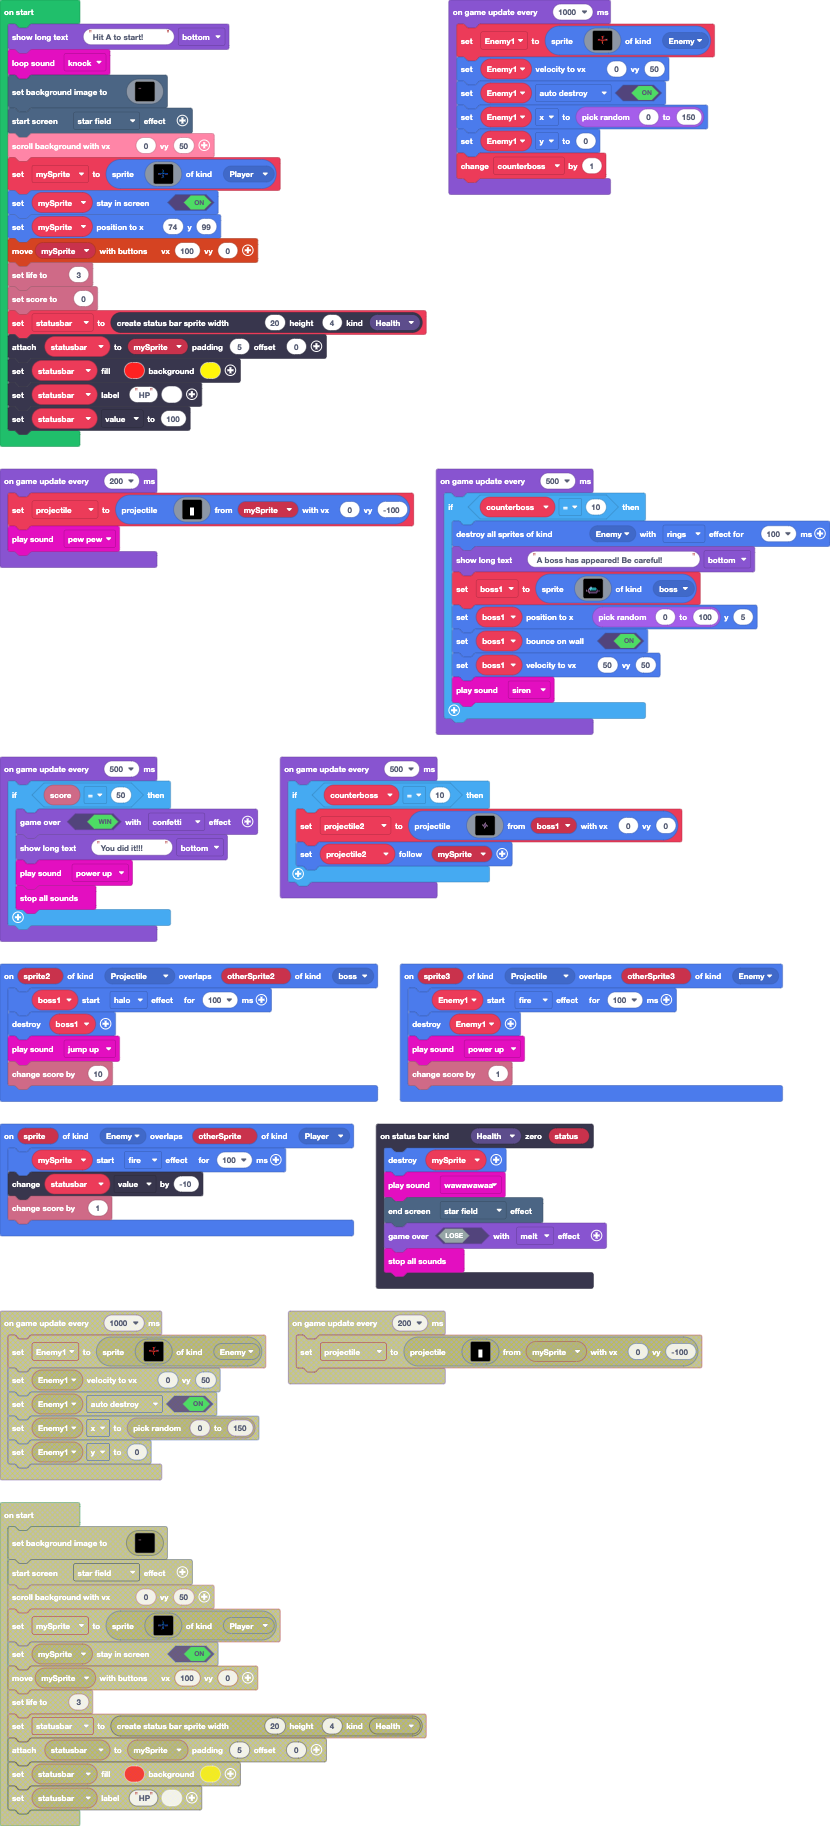 on start
show long text " Hit A to start! " bottom
loop sound knock
set background image to
start screen star field effect
scroll background with vx 0 vy 50
set mySprite to sprite of kind Player
set mySprite stay in screen ON
set mySprite position to x 74 y 99
move mySprite with buttons vx 100 vy 0
set life to 3
set score to 0
set statusbar to create status bar sprite width 20 height 4 kind Health
attach statusbar to mySprite padding 5 offset 0
set statusbar fill background
set statusbar label " HP "
set statusbar value to 100
on game update every 1000 ms
set Enemy1 to sprite of kind Enemy
set Enemy1 velocity to vx 0 vy 50
set Enemy1 auto destroy ON
set Enemy1 x to pick random 0 to 150
set Enemy1 y to 0
change counterboss by 1
on game update every 200 ms
set projectile to projectile from mySprite with vx 0 vy -100
play sound pew pew
on game update every 500 ms
if counterboss = 10 then
destroy all sprites of kind Enemy with rings effect for 100 ms
show long text " A boss has appeared! Be careful! " bottom
set boss1 to sprite of kind boss
set boss1 position to x pick random 0 to 100 y 5
set boss1 bounce on wall ON
set boss1 velocity to vx 50 vy 50
play sound siren
on game update every 500 ms
if score = 50 then
game over WIN with confetti effect
show long text " You did it!!! " bottom
play sound power up
stop all sounds
on game update every 500 ms
if counterboss = 10 then
set projectile2 to projectile from boss1 with vx 0 vy 0
set projectile2 follow mySprite
on sprite2 of kind Projectile overlaps otherSprite2 of kind boss
boss1 start halo effect for 100 ms
destroy boss1
play sound jump up
change score by 10
on sprite3 of kind Projectile overlaps otherSprite3 of kind Enemy
Enemy1 start fire effect for 100 ms
destroy Enemy1
play sound power up
change score by 1
on sprite of kind Enemy overlaps otherSprite of kind Player
mySprite start fire effect for 100 ms
change statusbar value by -10
change score by 1
on status bar kind Health zero status
destroy mySprite
play sound wawawawaa
end screen star field effect
game over LOSE with melt effect
stop all sounds
on game update every 1000 ms
set Enemy1 to sprite of kind Enemy
set Enemy1 velocity to vx 0 vy 50
set Enemy1 auto destroy ON
set Enemy1 x to pick random 0 to 150
set Enemy1 y to 0
on game update every 200 ms
set projectile to projectile from mySprite with vx 0 vy -100
on start
set background image to
start screen star field effect
scroll background with vx 0 vy 50
set mySprite to sprite of kind Player
set mySprite stay in screen ON
move mySprite with buttons vx 100 vy 0
set life to 3
set statusbar to create status bar sprite width 20 height 4 kind Health
attach statusbar to mySprite padding 5 offset 0
set statusbar fill background
set statusbar label " HP "